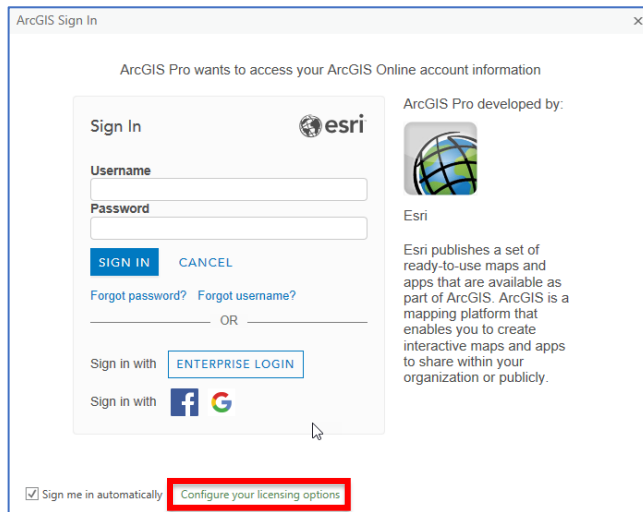 ArcGIS Sign In
ArcGIS Pro wants to access your ArcGIS Online account information
Sign In
esri
Username
Password
SIGN IN CANCEL
Forgot password? Forgot username?
OR
Sign in with ENTERPRISE LOGIN
Sign in with
ArcGIS Pro developed by:
Esri
Esri publishes a set of
ready-to-use maps and
apps that are available as
part of ArcGIS. ArcGIS is a
mapping platform that
enables you to create
interactive maps and apps
to share within your
organization or publicly.
Sign me in automatically Configure your licensing options